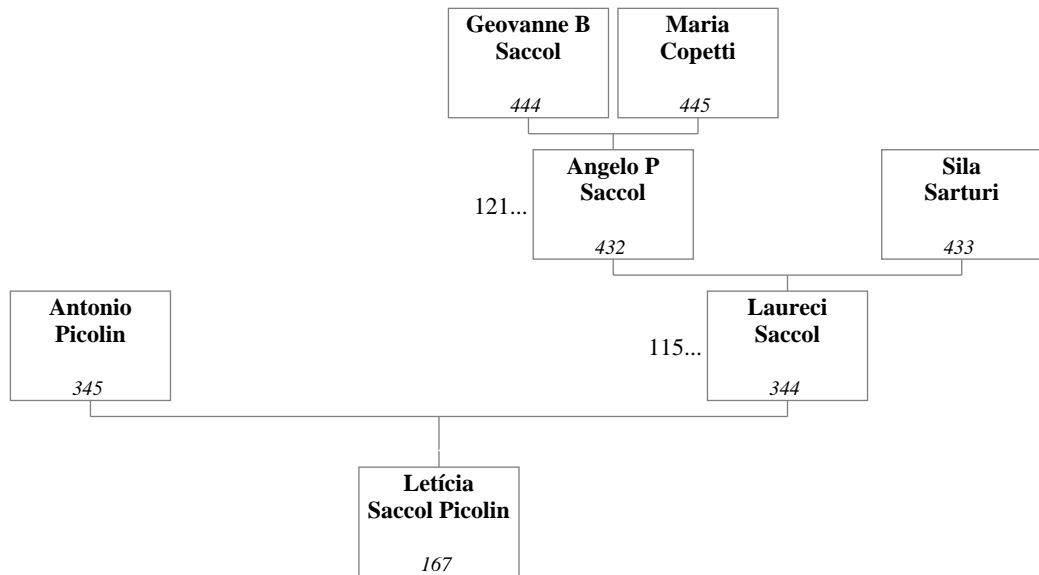 Geovanne B
Saccol
444
Maria
Copetti
445
121...
Angelo P
Saccol
432
Sila
Sarturi
433
Antonio
Picolin
345
115...
Laureci
Saccol
344
Letícia
Saccol Picolin
167